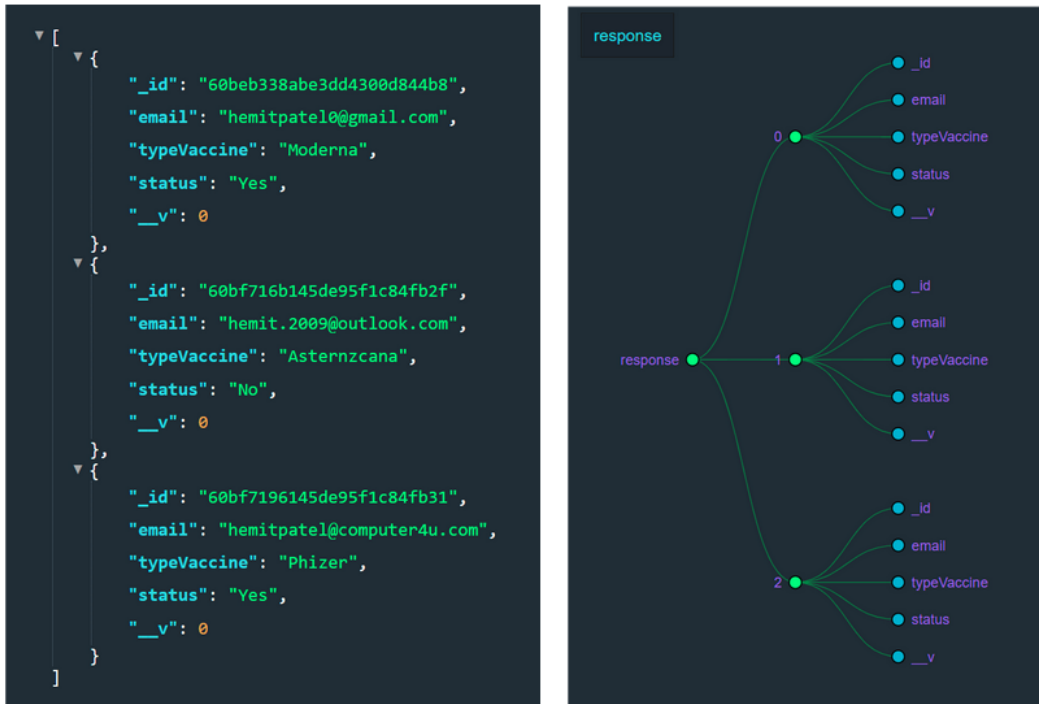 [
{
"_id": "60beb338abe3dd4300d844b8",
"email": "hemitpatel0@gmail.com",
"typeVaccine": "Moderna",
"status": "Yes",
"__v": 0
},
{
"_id": "60bf716b145de95f1c84fb2f",
"email": "hemit.2009@outlook.com",
"typeVaccine": "Asternzcana",
"status": "No",
"__v": 0
},
{
"_id": "60bf7196145de95f1c84fb31",
"email": "hemitpatel@computer4u.com",
"typeVaccine": "Phizer",
"status": "Yes",
"__v": 0
}
]
response
response
0
_id
email
typeVaccine
status
__v
1
_id
email
typeVaccine
status
__v
2
_id
email
typeVaccine
status
__v